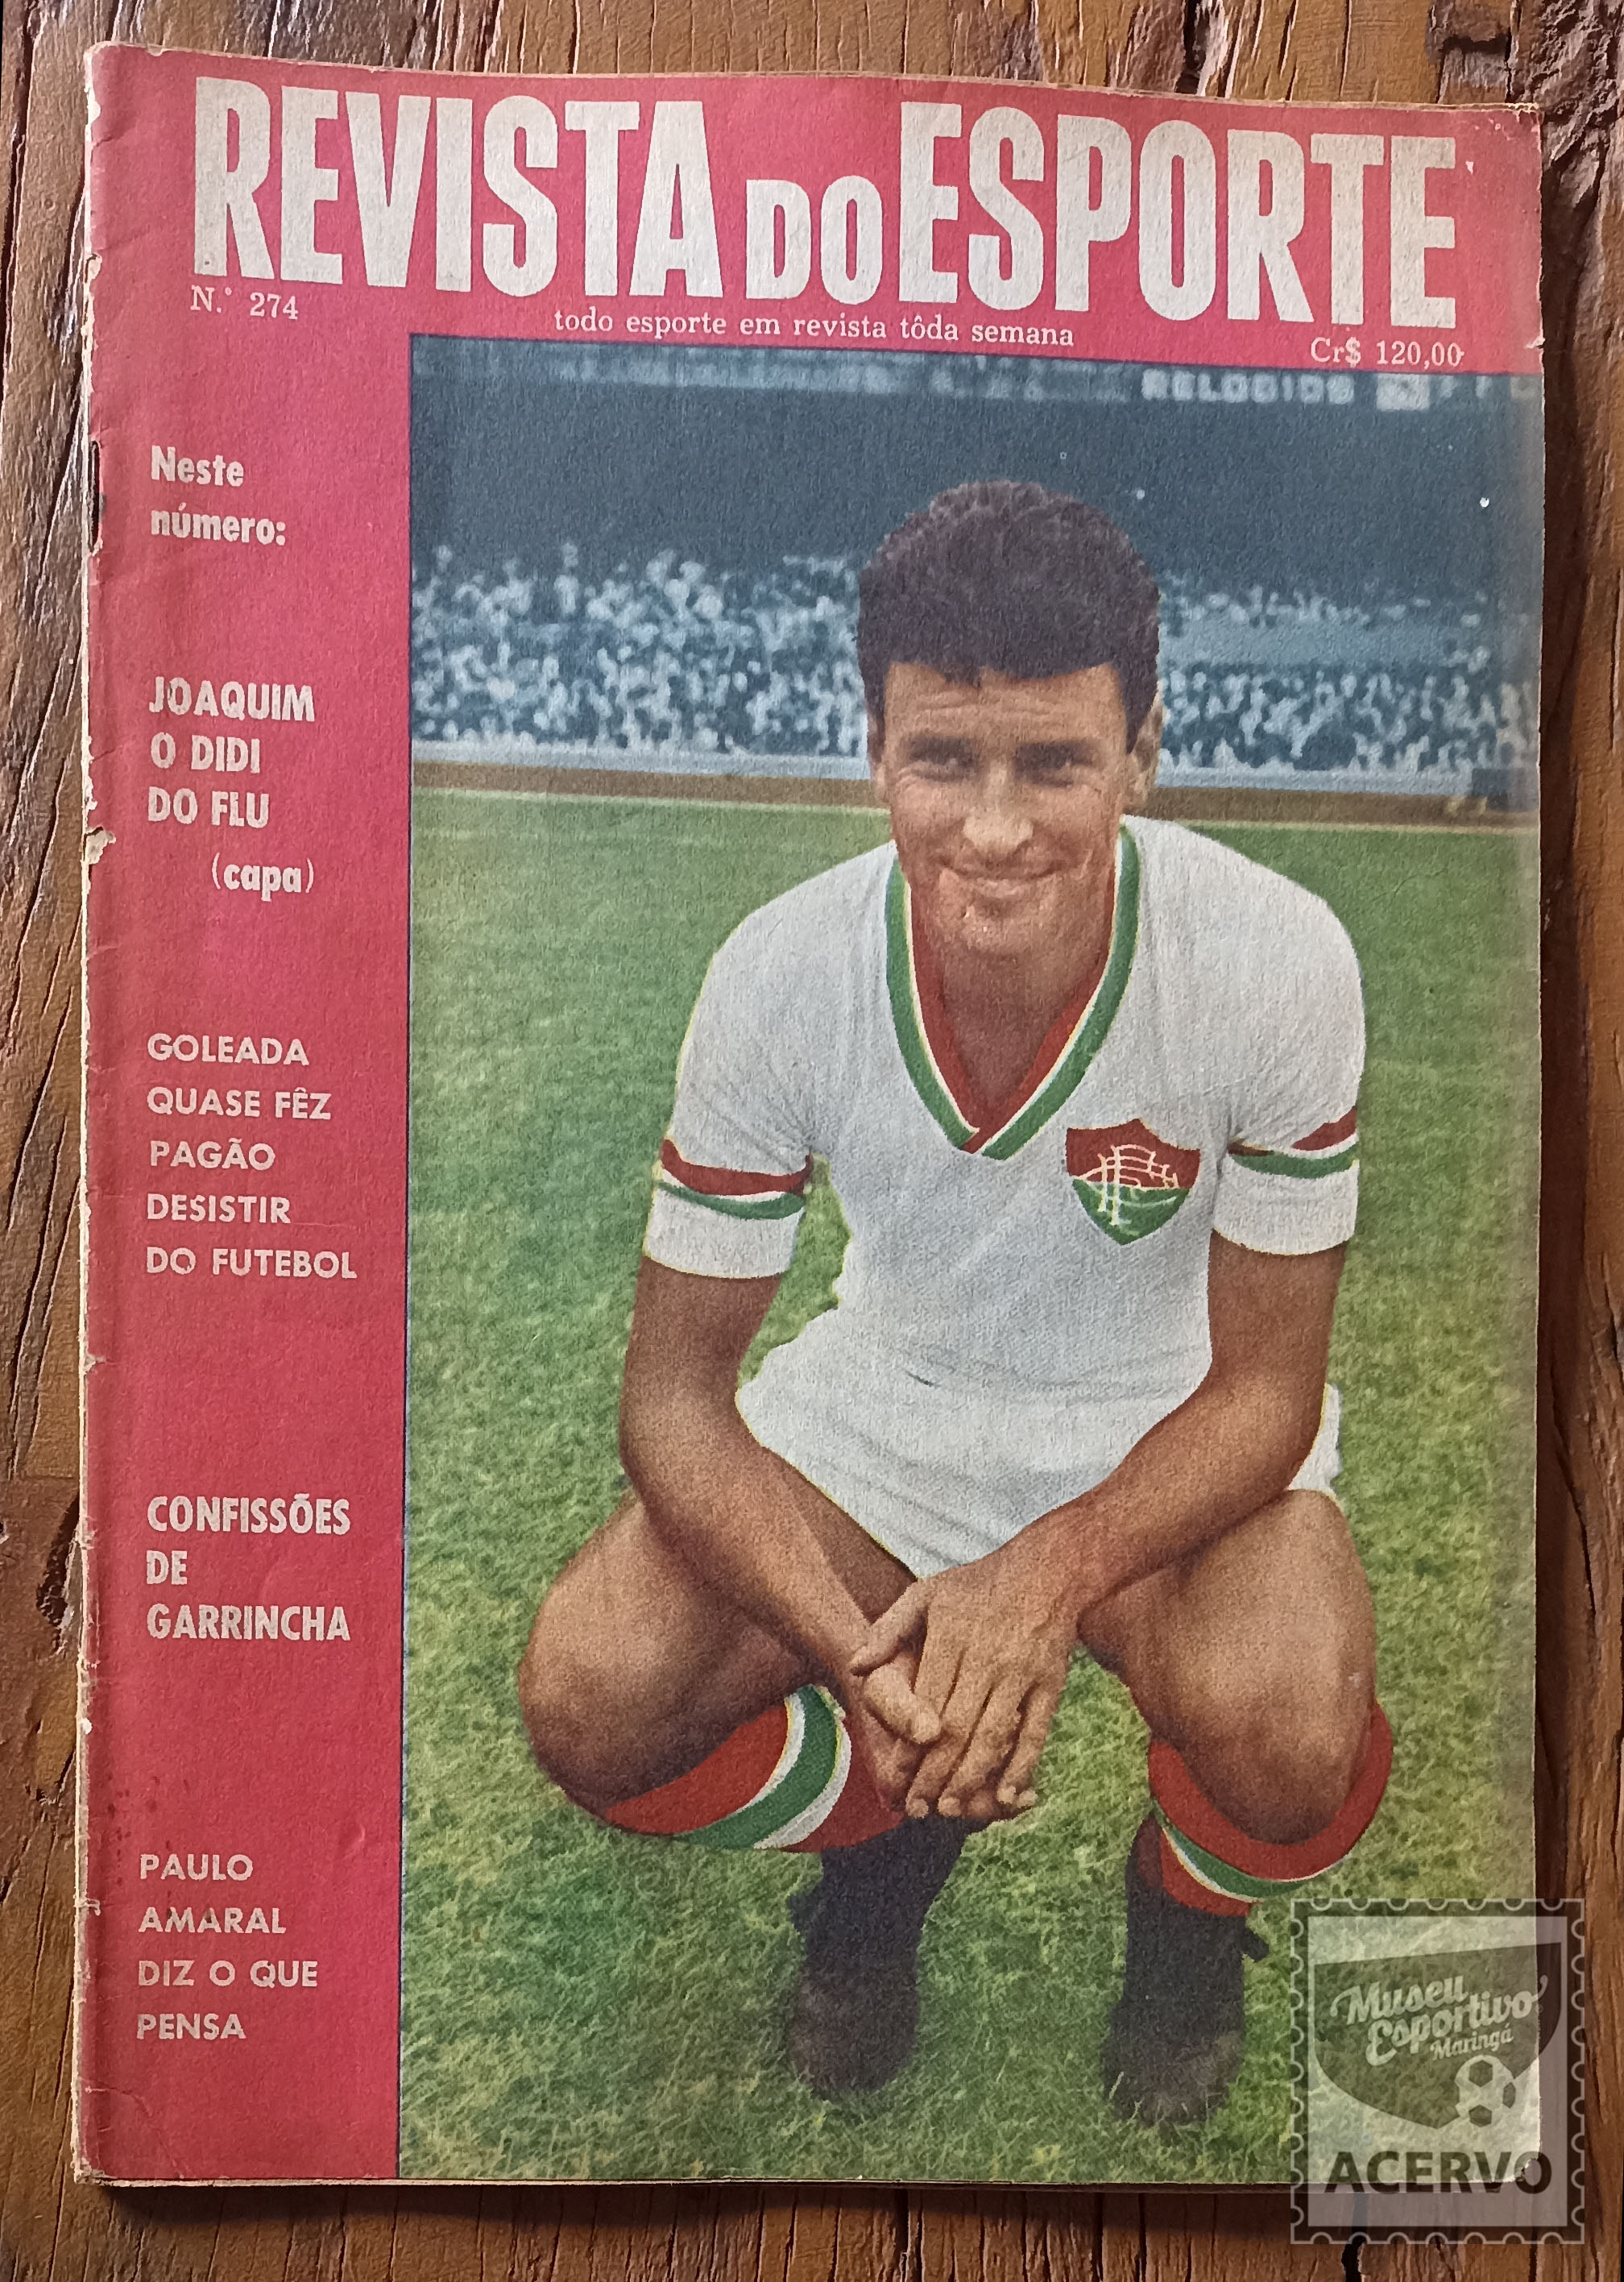 REVISTA DO ESPORTE
N.º 274
todo esporte em revista tôda semana
Cr$ 120,00
Neste
número:
JOAQUIM
O DIDI
DO FLU
(capa)
GOLEADA
QUASE FÊZ
PAGÃO
DESISTIR
DO FUTEBOL
CONFISSÕES
DE
GARRINCHA
PAULO
AMARAL
DIZ O QUE
PENSA
Museu
Esportivo
Maringá
ACERVO